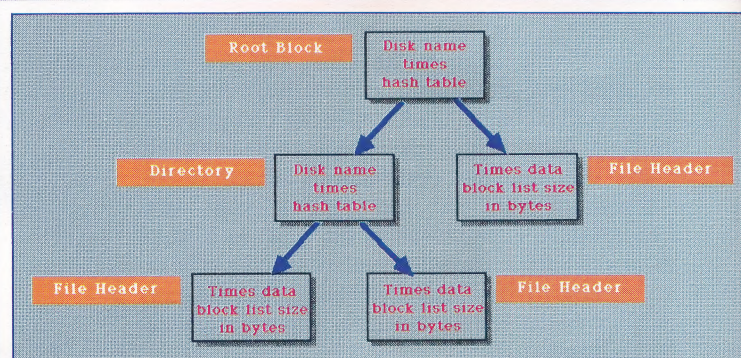 Root Block
Disk name
times
hash table
Directory
Disk name
times
hash table
Times data
block list size
in bytes
File Header
File Header
Times data
block list size
in bytes
Times data
block list size
in bytes
File Header